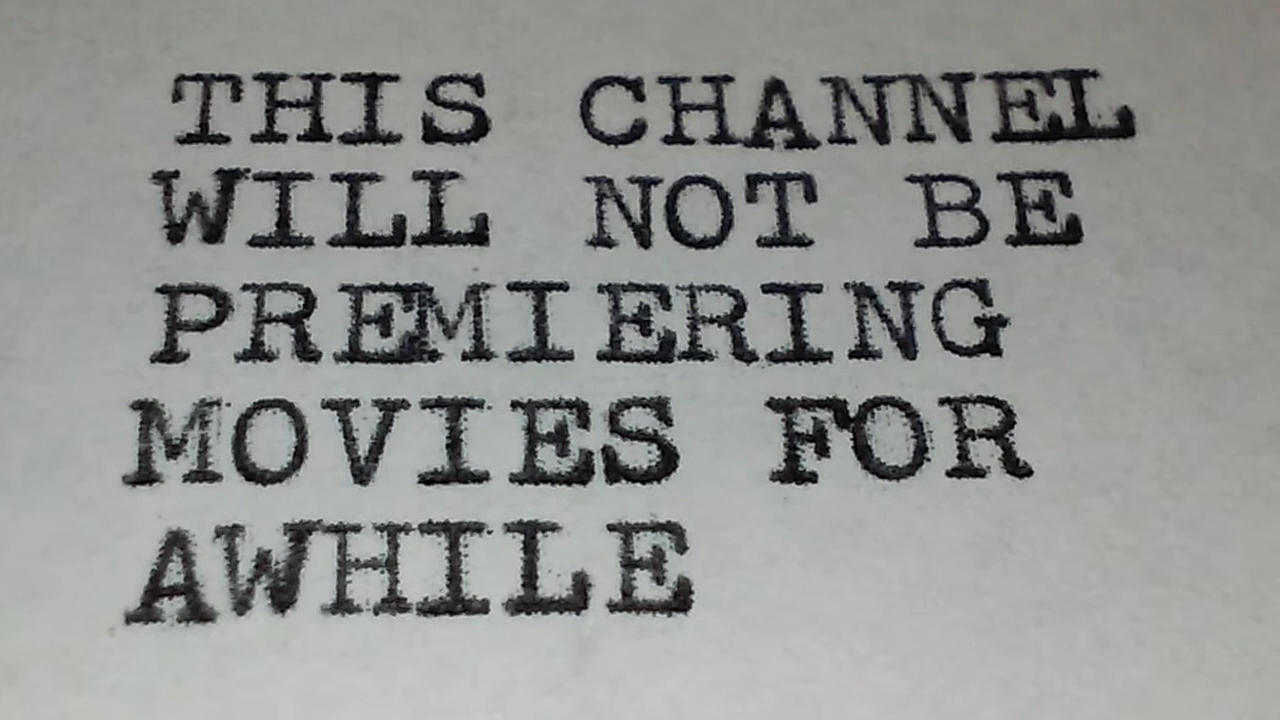 THIS CHANNEL
WILL NOT BE
PREMIERING
MOVIES FOR
AWHILE